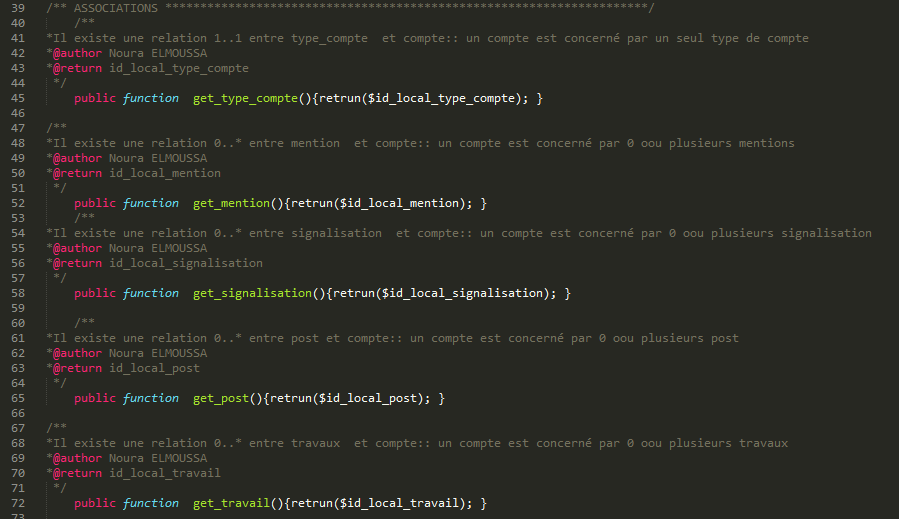 39 /** ASSOCIATIONS *********************************************************************/
40 /**
41 *Il existe une relation 1..1 entre type_compte  et compte:: un compte est concerné par un seul type de compte
42 *@author Noura ELMOUSSA
43 *@return id_local_type_compte
44 */
45 public function  get_type_compte(){retrun($id_local_type_compte); }
46
47 /**
48 *Il existe une relation 0..* entre mention  et compte:: un compte est concerné par 0 oou plusieurs mentions
49 *@author Noura ELMOUSSA
50 *@return id_local_mention
51 */
52 public function  get_mention(){retrun($id_local_mention); }
53 /**
54 *Il existe une relation 0..* entre signalisation  et compte:: un compte est concerné par 0 oou plusieurs signalisation
55 *@author Noura ELMOUSSA
56 *@return id_local_signalisation
57 */
58 public function  get_signalisation(){retrun($id_local_signalisation); }
59
60 /**
61 *Il existe une relation 0..* entre post et compte:: un compte est concerné par 0 oou plusieurs post
62 *@author Noura ELMOUSSA
63 *@return id_local_post
64 */
65 public function  get_post(){retrun($id_local_post); }
66
67 /**
68 *Il existe une relation 0..* entre travaux  et compte:: un compte est concerné par 0 oou plusieurs travaux
69 *@author Noura ELMOUSSA
70 *@return id_local_travail
71 */
72 public function  get_travail(){retrun($id_local_travail); }
73